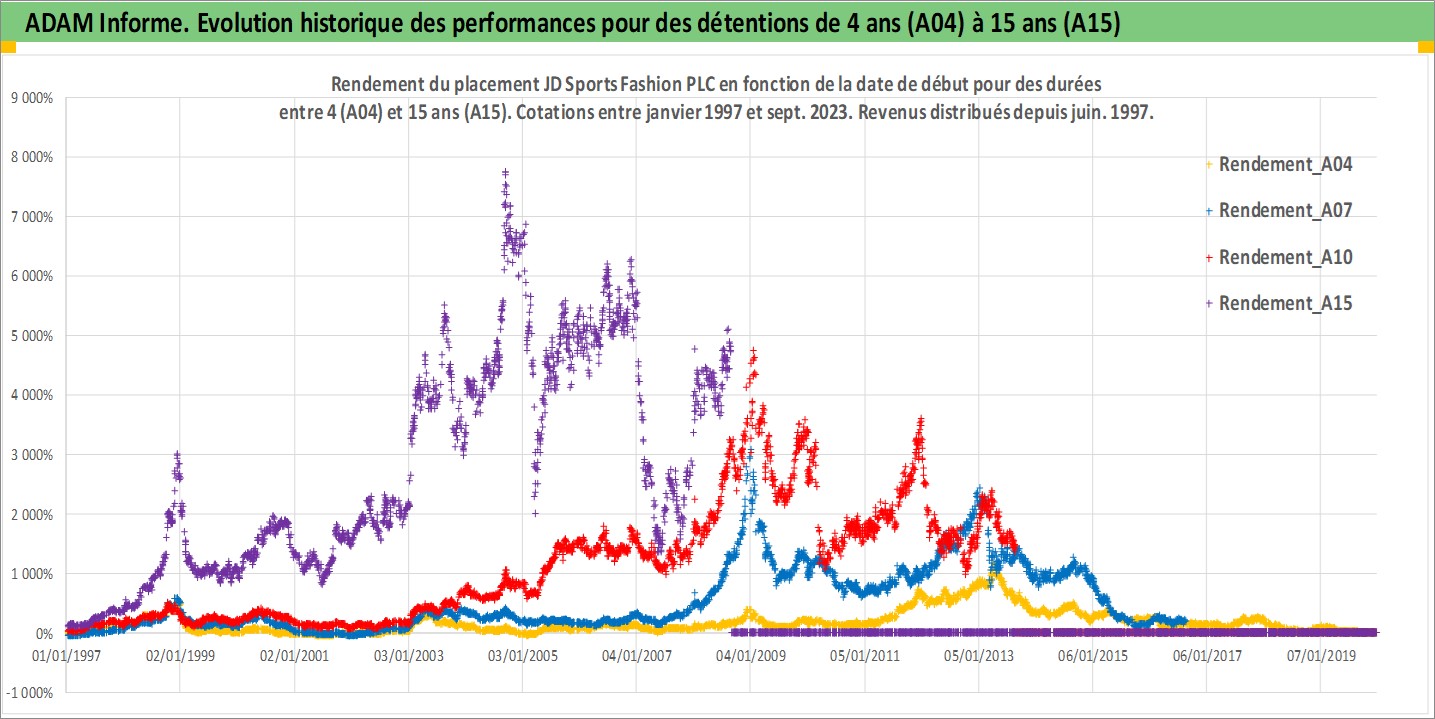 ADAM Informe. Evolution historique des performances pour des détentions de 4 ans (A04) à 15 ans (A15)
Rendement du placement JD Sports Fashion PLC en fonction de la date de début pour des durées
entre 4 (A04) et 15 ans (A15). Cotations entre janvier 1997 et sept. 2023. Revenus distribués depuis juin. 1997.
9 000%
8 000%
7 000%
6 000%
5 000%
4 000%
3 000%
2 000%
1 000%
0%
-1 000%
Rendement_A04
Rendement_A07
Rendement_A10
Rendement_A15
01/01/1997 02/01/1999 02/01/2001 03/01/2003 03/01/2005 04/01/2007 04/01/2009 05/01/2011 05/01/2013 06/01/2015 06/01/2017 07/01/2019